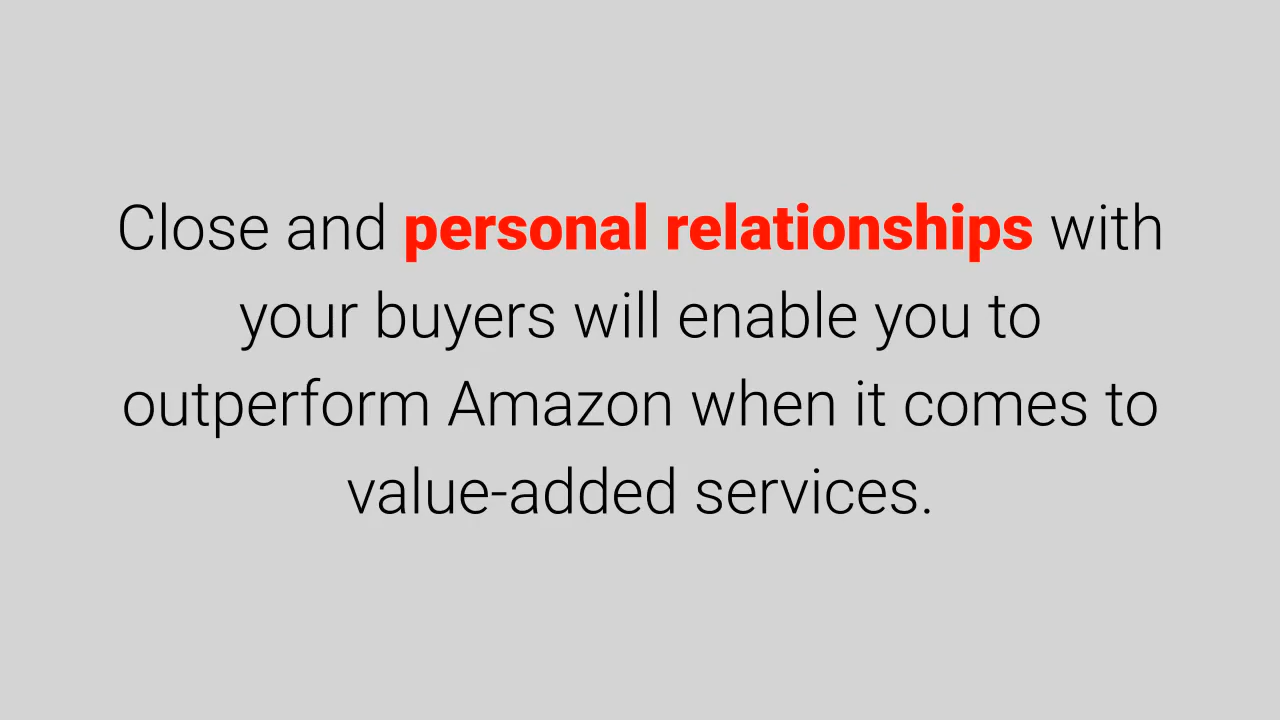 Close and personal relationships with
your buyers will enable you to
outperform Amazon when it comes to
value-added services.